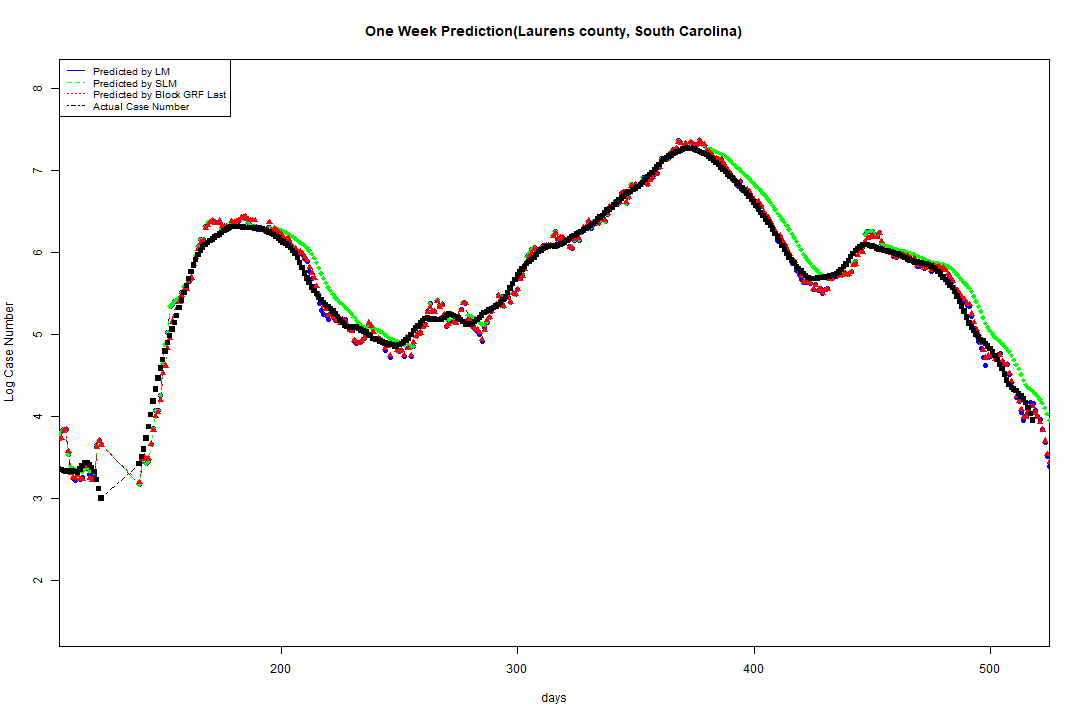 One Week Prediction(Laurens county, South Carolina)
Predicted by LM
Predicted by SLM
Predicted by Block GRF Last
Actual Case Number
8
7
6
5
4
3
2
Log Case Number
200 300 400 500
days